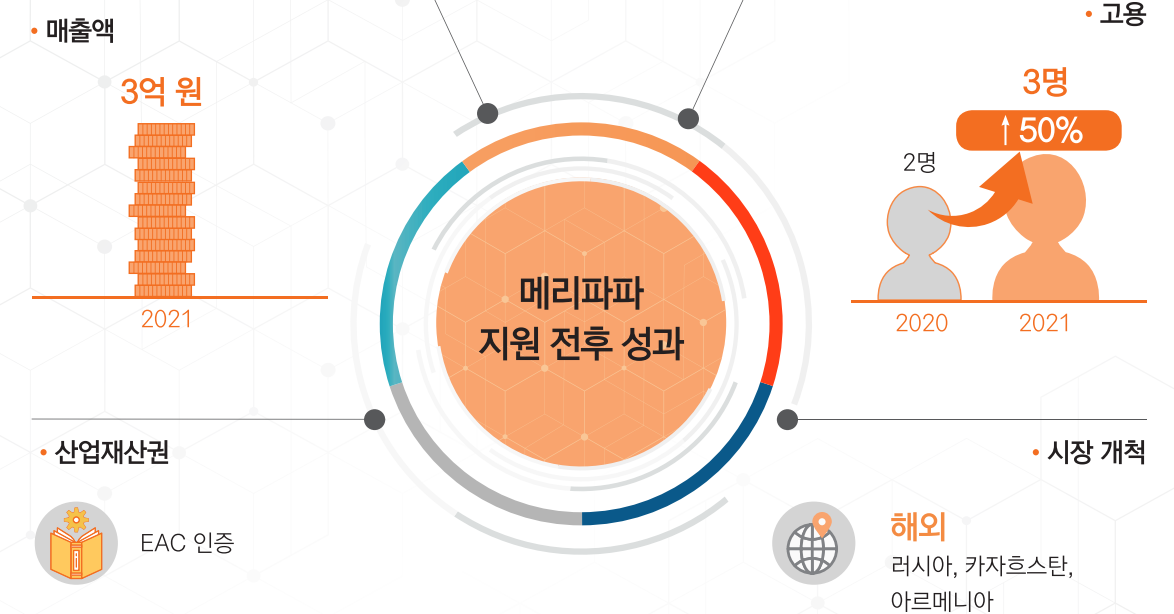 • 매출액
3억 원
2021
• 고용
3명
↑ 50%
2명
2020
2021
메리파파
지원 전후 성과
• 산업재산권
EAC 인증
• 시장 개척
해외
러시아, 카자흐스탄,
아르메니아